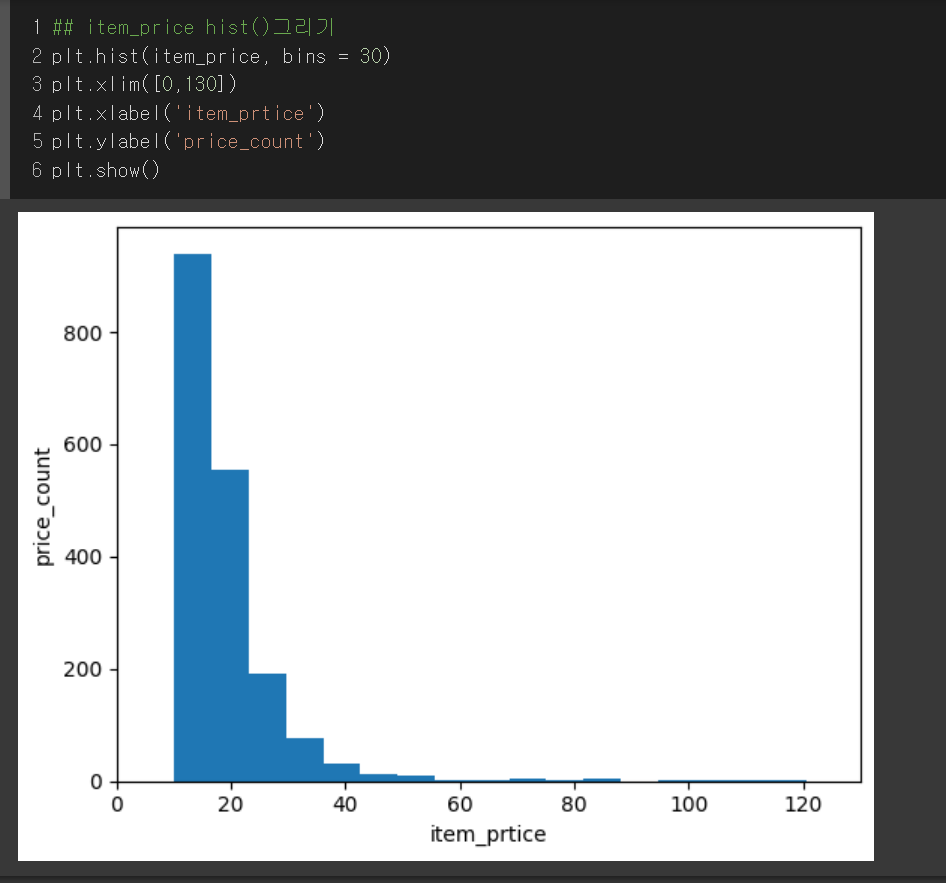 1 ## item_price hist()그리기
2 plt.hist(item_price, bins = 30)
3 plt.xlim([0,130])
4 plt.xlabel('item_prtice')
5 plt.ylabel('price_count')
6 plt.show()
800
600
400
200
0
price_count
0 20 40 60 80 100 120
item_prtice